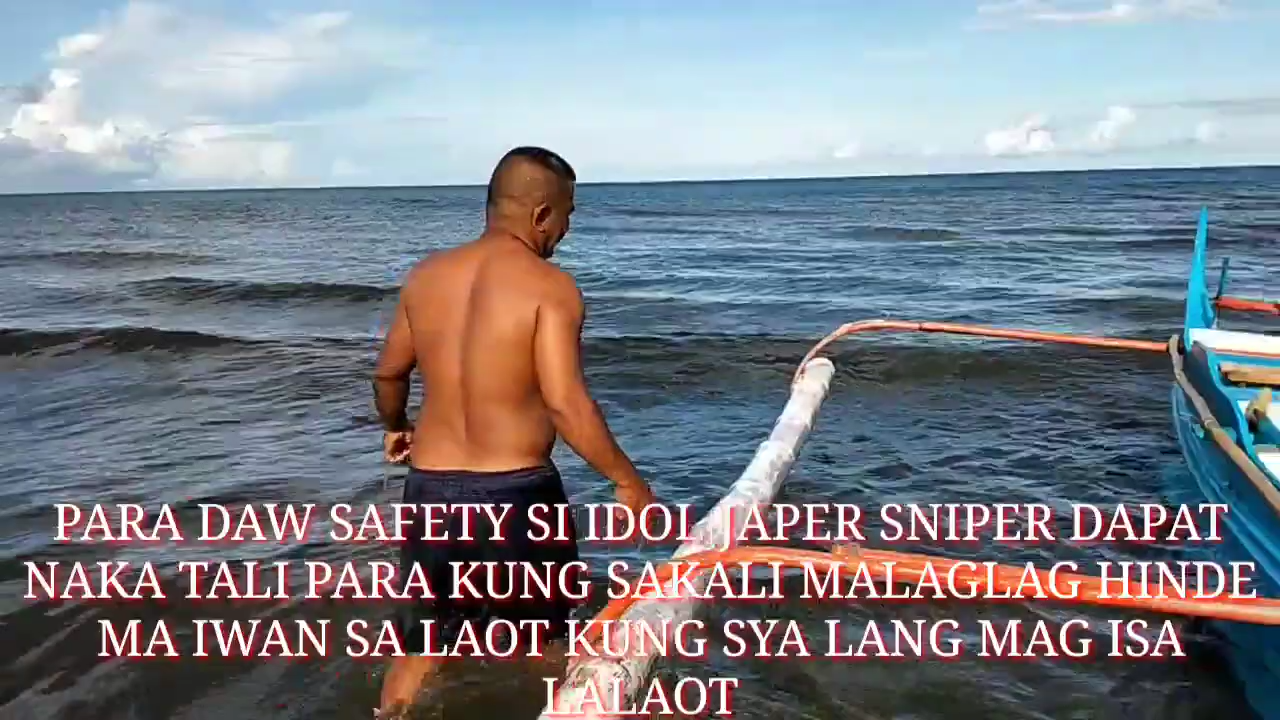 PARA DAW SAFETY SI IDOL JAPER SNIPER DAPAT
NAKA TALI PARA KUNG SAKALI MALAGLAG HINDE
MA IWAN SA LAOT KUNG SYA LANG MAG ISA
LALAOT